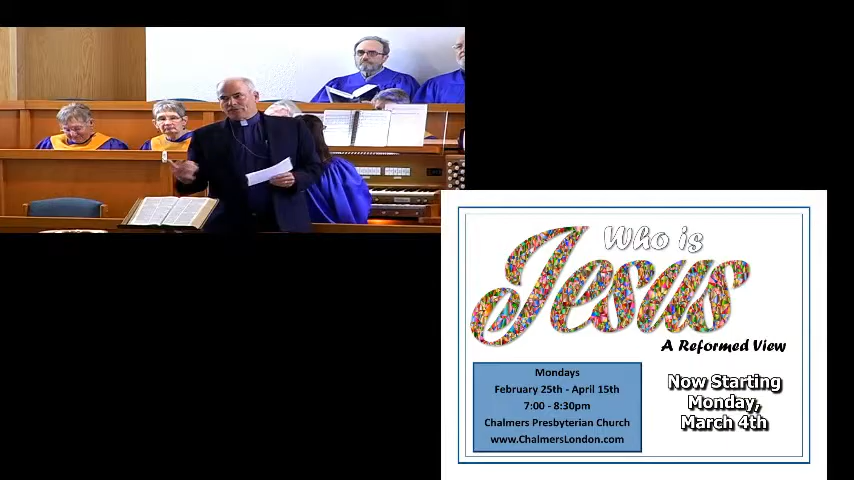 Who is
Jesus
A Reformed View
Mondays
February 25th - April 15th
7:00 - 8:30pm
Chalmers Presbyterian Church
www.ChalmersLondon.com
Now Starting
Monday,
March 4th